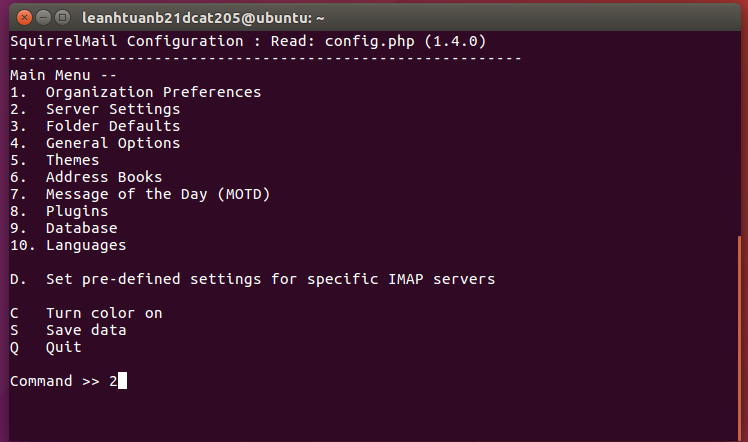 leanhtuanb21dcat205@ubuntu: ~
SquirrelMail Configuration : Read: config.php (1.4.0)
---------------------------------------------------------
Main Menu --
1.  Organization Preferences
2.  Server Settings
3.  Folder Defaults
4.  General Options
5.  Themes
6.  Address Books
7.  Message of the Day (MOTD)
8.  Plugins
9.  Database
10. Languages

D.  Set pre-defined settings for specific IMAP servers

C   Turn color on
S   Save data
Q   Quit

Command >> 2